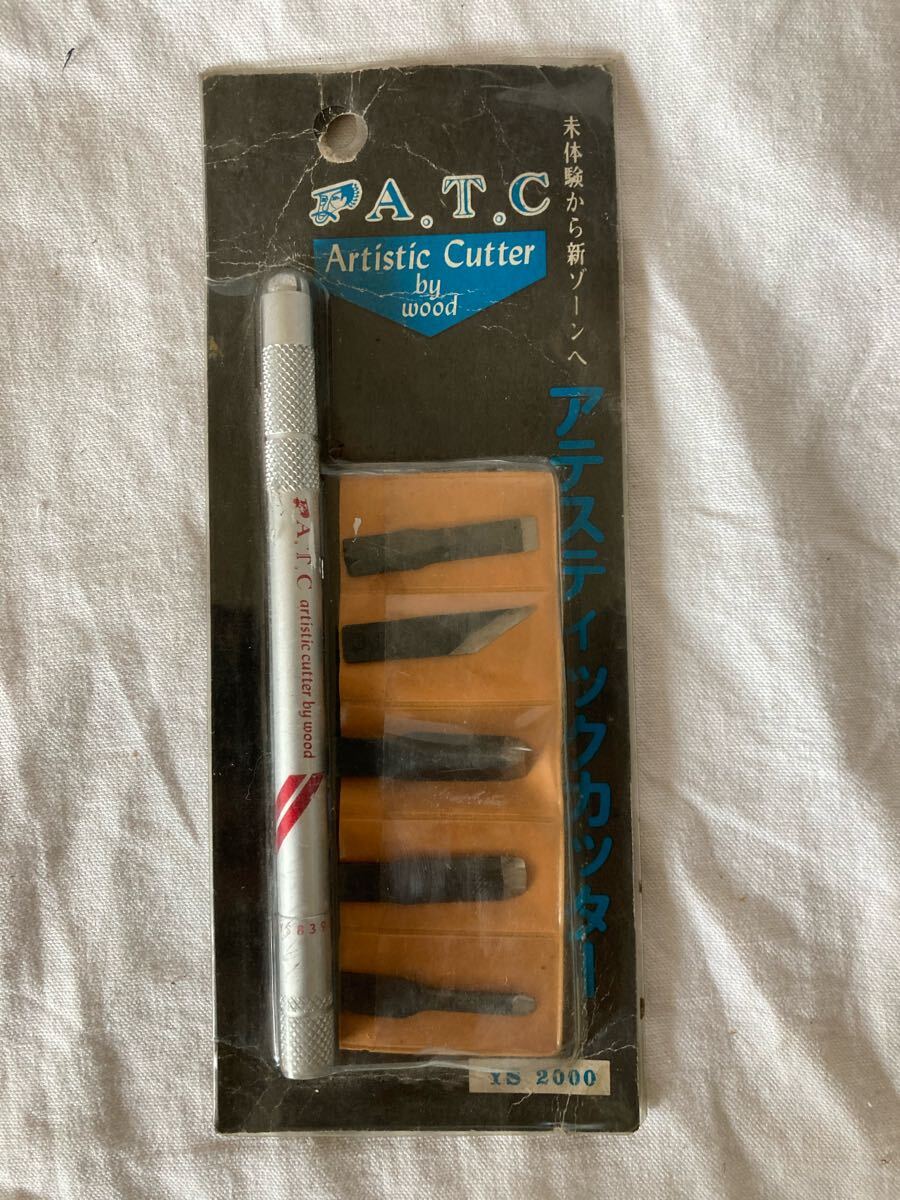 A.T.C
Artistic Cutter
by
wood
未体験から新ゾーンへ
アテスティックカッター
A.T.C artistic cutter by wood
5839
YS 2000